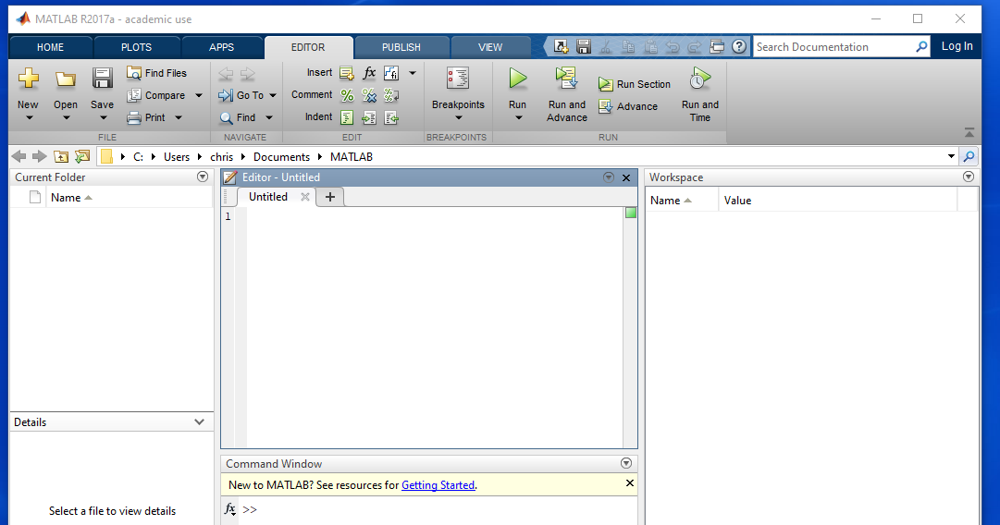 MATLAB R2017a - academic use
HOME PLOTS APPS EDITOR PUBLISH VIEW Search Documentation Log In
New Open Save Find Files Compare Print FILE
Go To Find NAVIGATE
Insert fx fi Comment % % % Indent EDIT
Breakpoints BREAKPOINTS
Run Run and Advance Run Section Advance Run and Time RUN
C: Users chris Documents MATLAB
Current Folder
Name
Editor - Untitled
Untitled +
1
Workspace
Name Value
Details
Select a file to view details
Command Window
New to MATLAB? See resources for Getting Started.
fx >>